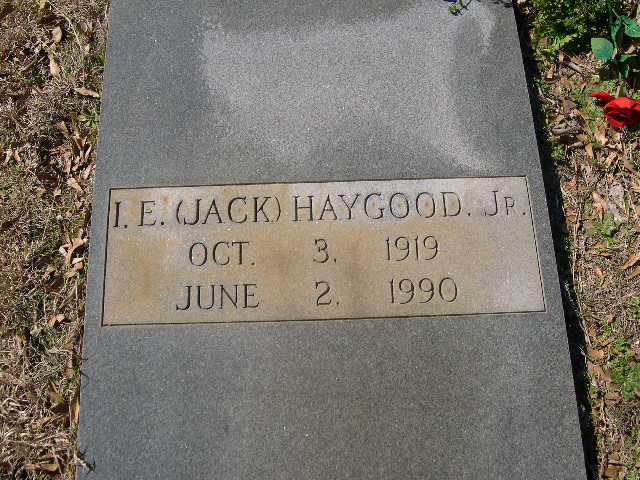 I. E. (JACK) HAYGOOD. JR.
OCT. 3. 1919
JUNE 2. 1990